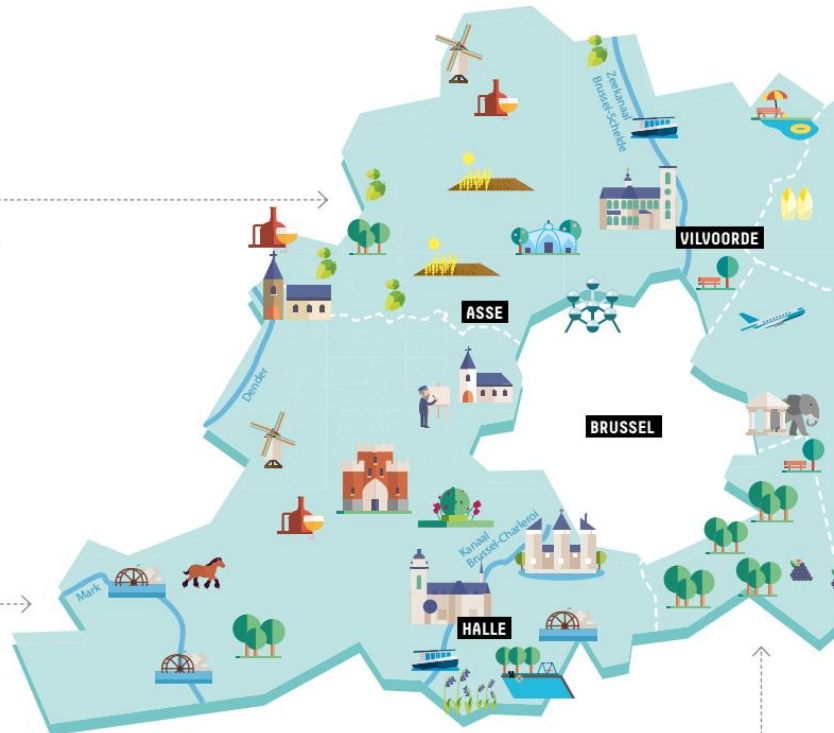 Zeekanaal
Brussel-Schelde
VILVOORDE
ASSE
Dender
BRUSSEL
Kanaal
Brussel-Charleroi
Mark
HALLE